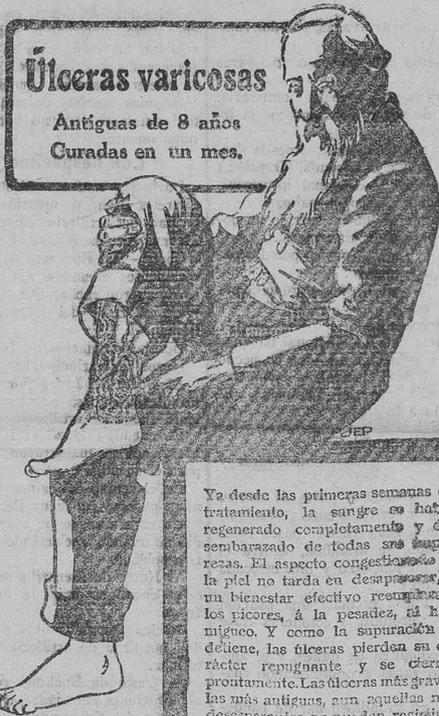 Úlceras varicosas
Antiguas de 8 años
Curadas en un mes.
JEP
Ya desde las primeras semanas
tratamiento, la sangre se
regenerado completamente y
sembarazado de todas
rezas. El aspecto
la piel no tarda en
un bienestar efectivo
los picores, á la pesadez, al
migueo. Y como la supuración
detiene, las úlceras pierden su
rácter repugnante y se
prontamente. Las úlceras más
las más antiguas, aun aquellas